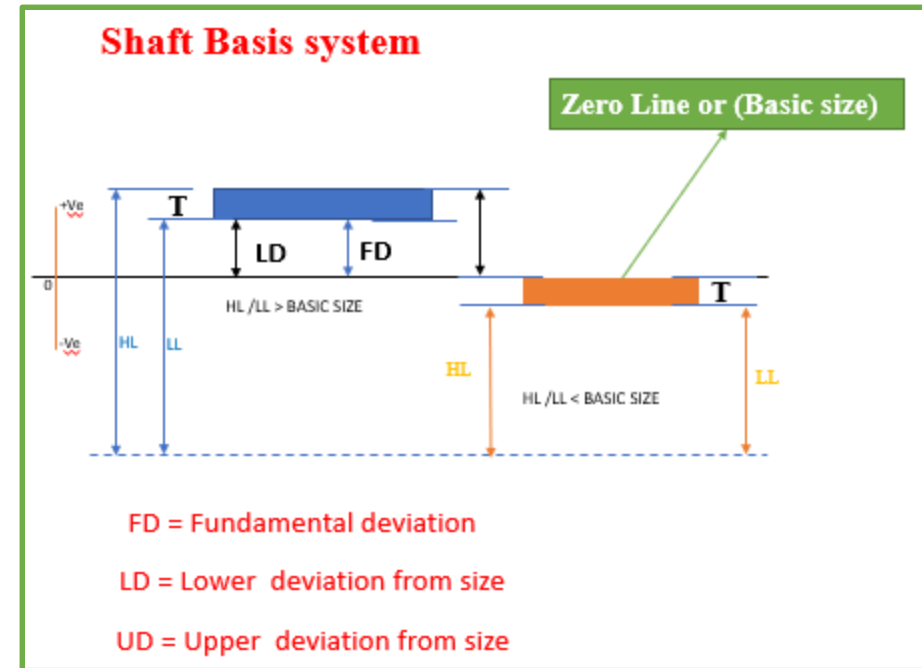 Shaft Basis system
Zero Line or (Basic size)
+Ve
T
LD
FD
0
T
HL /LL > BASIC SIZE
-Ve
HL
LL
HL
LL
HL /LL < BASIC SIZE
FD = Fundamental deviation
LD = Lower deviation from size
UD = Upper deviation from size